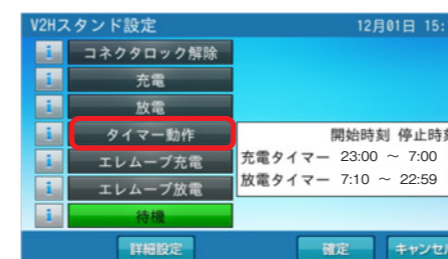 V2Hスタンド設定 12月01日 15:
i コネクタロック解除
i 充電
i 放電
i タイマー動作
開始時刻 停止時刻
i エレムーブ充電
充電タイマー 23:00 ～ 7:00
i エレムーブ放電
放電タイマー 7:10 ～ 22:59
i 待機
詳細設定 確定 キャンセル